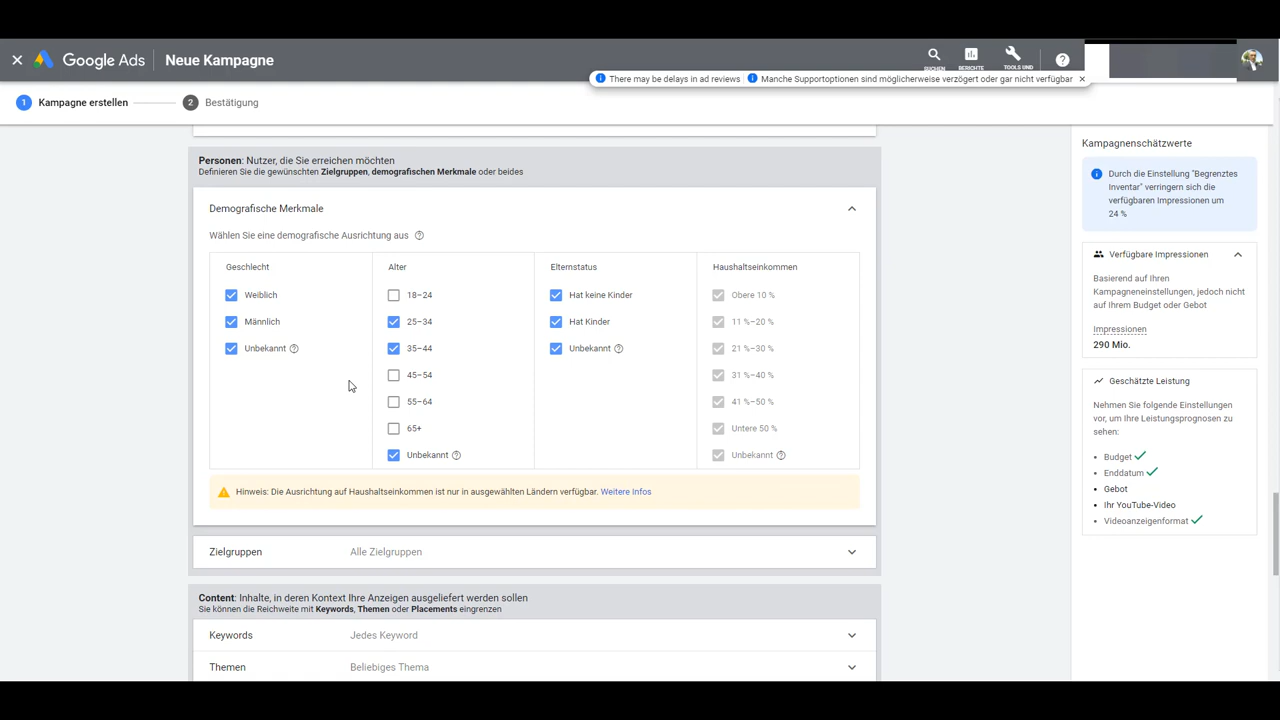 Google Ads
Neue Kampagne
SUCHEN
BERICHTE
TOOLS UND
There may be delays in ad reviews
Manche Supportoptionen sind möglicherweise verzögert oder gar nicht verfügbar
1 Kampagne erstellen
2 Bestätigung
Personen: Nutzer, die Sie erreichen möchten
Definieren Sie die gewünschten Zielgruppen, demografischen Merkmale oder beides
Demografische Merkmale
Wählen Sie eine demografische Ausrichtung aus
Geschlecht
Weiblich
Männlich
Unbekannt
Alter
18–24
25–34
35–44
45–54
55–64
65+
Unbekannt
Elternstatus
Hat keine Kinder
Hat Kinder
Unbekannt
Haushaltseinkommen
Obere 10 %
11 %–20 %
21 %–30 %
31 %–40 %
41 %–50 %
Untere 50 %
Unbekannt
Hinweis: Die Ausrichtung auf Haushaltseinkommen ist nur in ausgewählten Ländern verfügbar. Weitere Infos
Zielgruppen
Alle Zielgruppen
Content: Inhalte, in deren Kontext Ihre Anzeigen ausgeliefert werden sollen
Sie können die Reichweite mit Keywords, Themen oder Placements eingrenzen
Keywords
Jedes Keyword
Themen
Beliebiges Thema
Kampagnenschätzwerte
Durch die Einstellung "Begrenztes
Inventar" verringern sich die
verfügbaren Impressionen um
24 %
Verfügbare Impressionen
Basierend auf Ihren
Kampagneneinstellungen, jedoch nicht
auf Ihrem Budget oder Gebot
Impressionen
290 Mio.
Geschätzte Leistung
Nehmen Sie folgende Einstellungen
vor, um Ihre Leistungsprognosen zu
sehen:
Budget
Enddatum
Gebot
Ihr YouTube-Video
Videoanzeigenformat